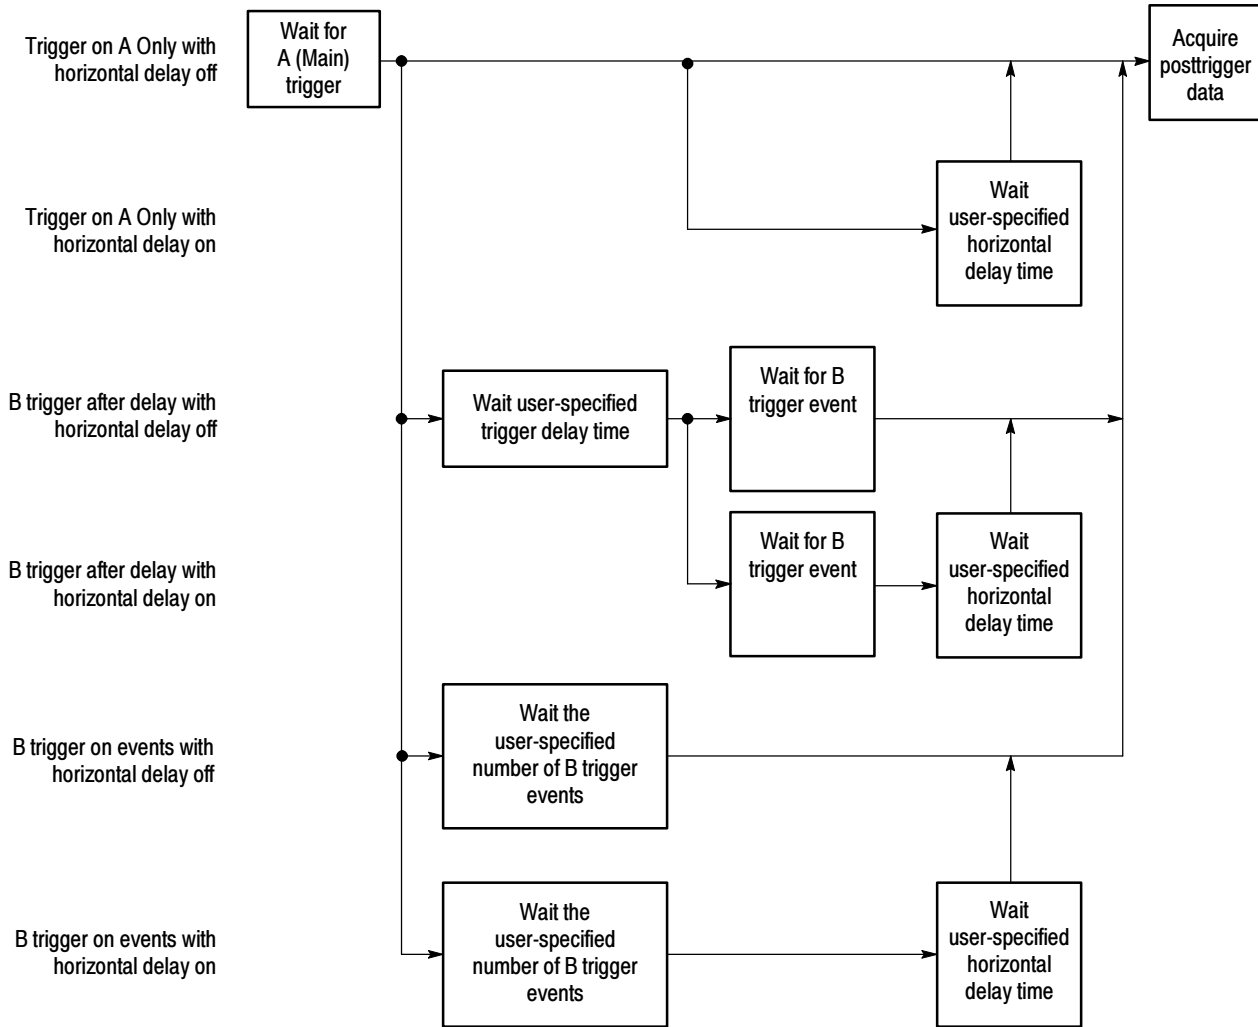 Trigger on A Only with
horizontal delay off
Wait for
A (Main)
trigger
Acquire
posttrigger
data
Trigger on A Only with
horizontal delay on
Wait
user-specified
horizontal
delay time
B trigger after delay with
horizontal delay off
Wait user-specified
trigger delay time
Wait for B
trigger event
B trigger after delay with
horizontal delay on
Wait for B
trigger event
Wait
user-specified
horizontal
delay time
B trigger on events with
horizontal delay off
Wait the
user-specified
number of B trigger
events
B trigger on events with
horizontal delay on
Wait the
user-specified
number of B trigger
events
Wait
user-specified
horizontal
delay time